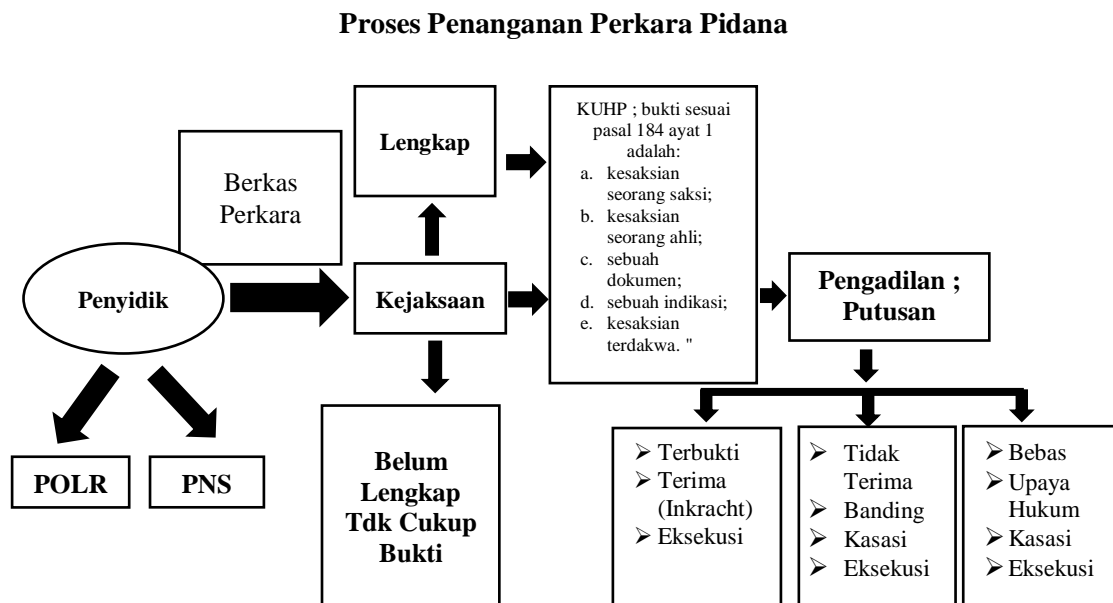 Proses Penanganan Perkara Pidana
Berkas
Perkara
Lengkap
KUHP ; bukti sesuai
pasal 184 ayat 1
adalah:
a. kesaksian
seorang saksi;
b. kesaksian
seorang ahli;
c. sebuah
dokumen;
d. sebuah indikasi;
e. kesaksian
terdakwa. "
Penyidik
Kejaksaan
Pengadilan ;
Putusan
POLR
PNS
Belum
Lengkap
Tdk Cukup
Bukti
➢ Terbukti
➢ Terima
(Inkracht)
➢ Eksekusi
➢ Tidak
Terima
➢ Banding
➢ Kasasi
➢ Eksekusi
➢ Bebas
➢ Upaya
Hukum
➢ Kasasi
➢ Eksekusi